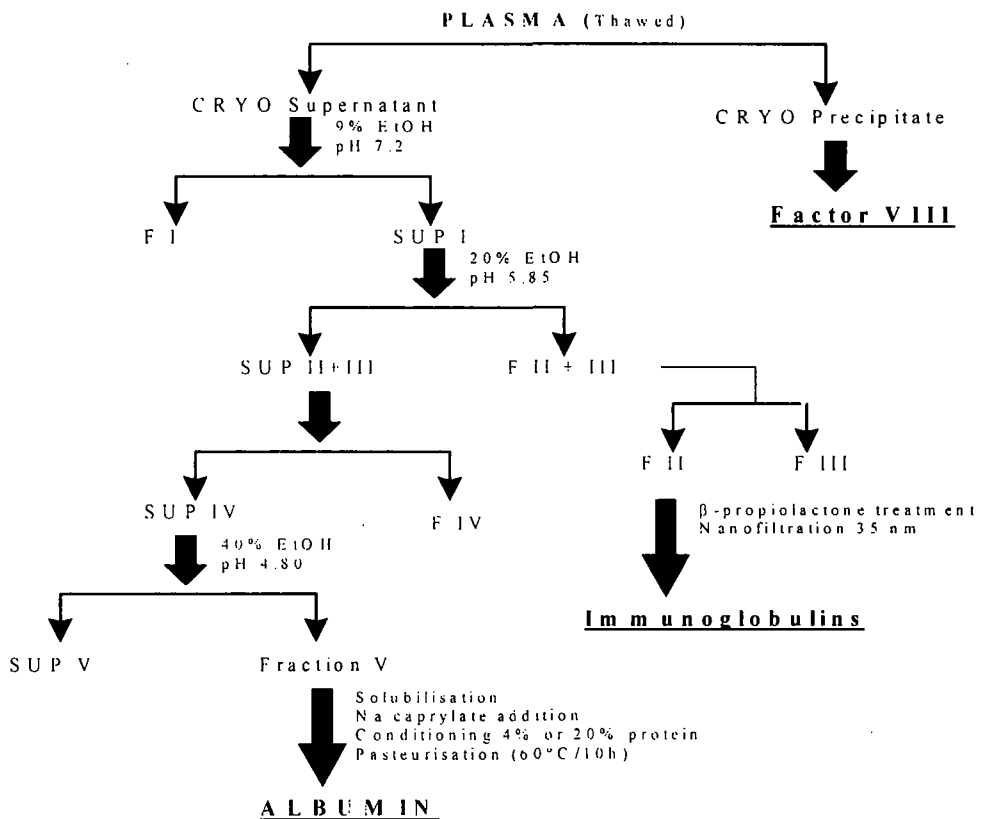 PLASMA (Thawed)
CRYO Supernatant
CRYO Precipitate
9% EtOH
pH 7.2
Factor VIII
F I
SUP I
20% EtOH
pH 5.85
SUP II+III
F II + III
F II
F III
SUP IV
F IV
β-propiolactone treatment
Nanofiltration 35 nm
40% EtOH
pH 4.80
Immunoglobulins
SUP V
Fraction V
Solubilisation
Na caprylate addition
Conditioning 4% or 20% protein
Pasteurisation (60°C/10h)
ALBUMIN